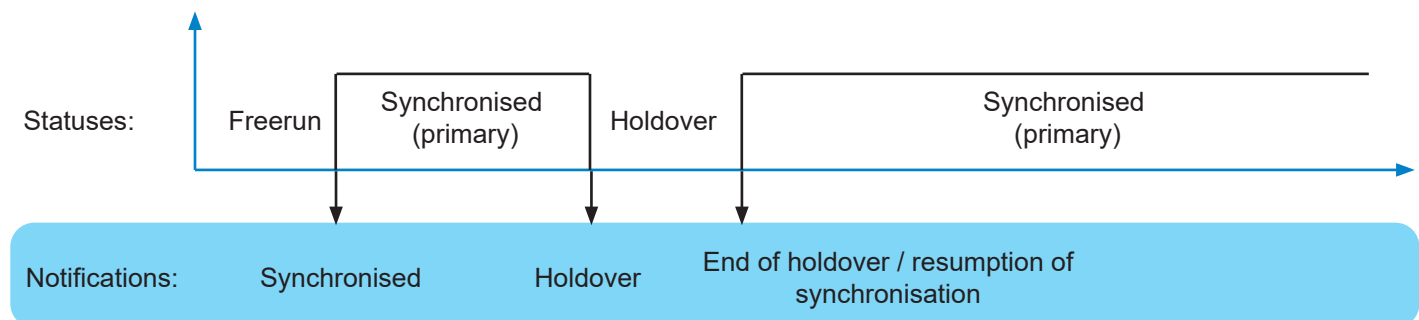 Statuses:
Freerun
Synchronised
(primary)
Holdover
Synchronised
(primary)
Notifications:
Synchronised
Holdover
End of holdover / resumption of
synchronisation